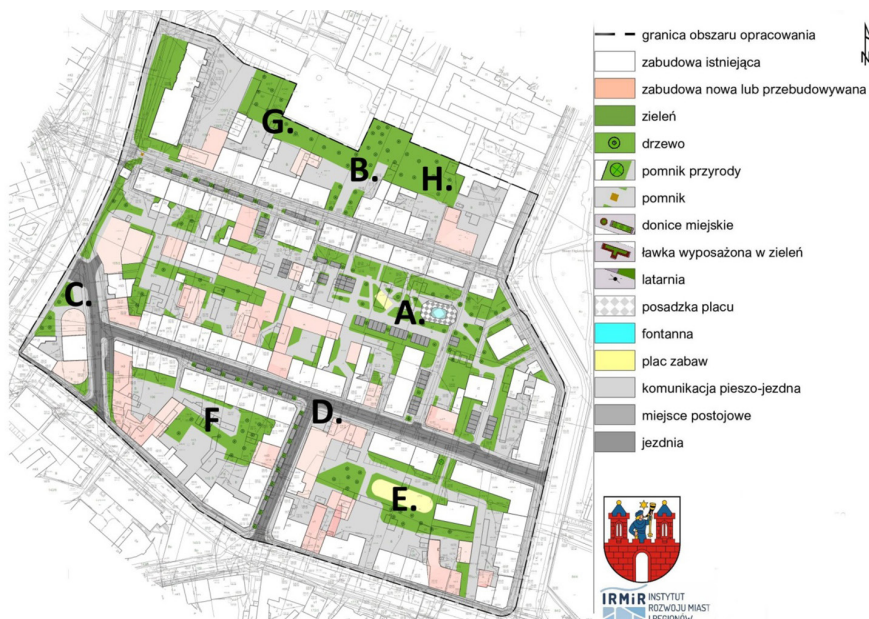 G.
B.
H.
C.
A.
F
D.
E.
granica obszaru opracowania
zabudowa istniejąca
zabudowa nowa lub przebudowywana
zieleń
drzewo
pomnik przyrody
pomnik
donice miejskie
ławka wyposażona w zieleń
latarnia
posadzka placu
fontanna
plac zabaw
komunikacja pieszo-jezdna
miejsce postojowe
jezdnia
N
IRMiR INSTYTUT
ROZWOJU MIAST
I REGIONÓW